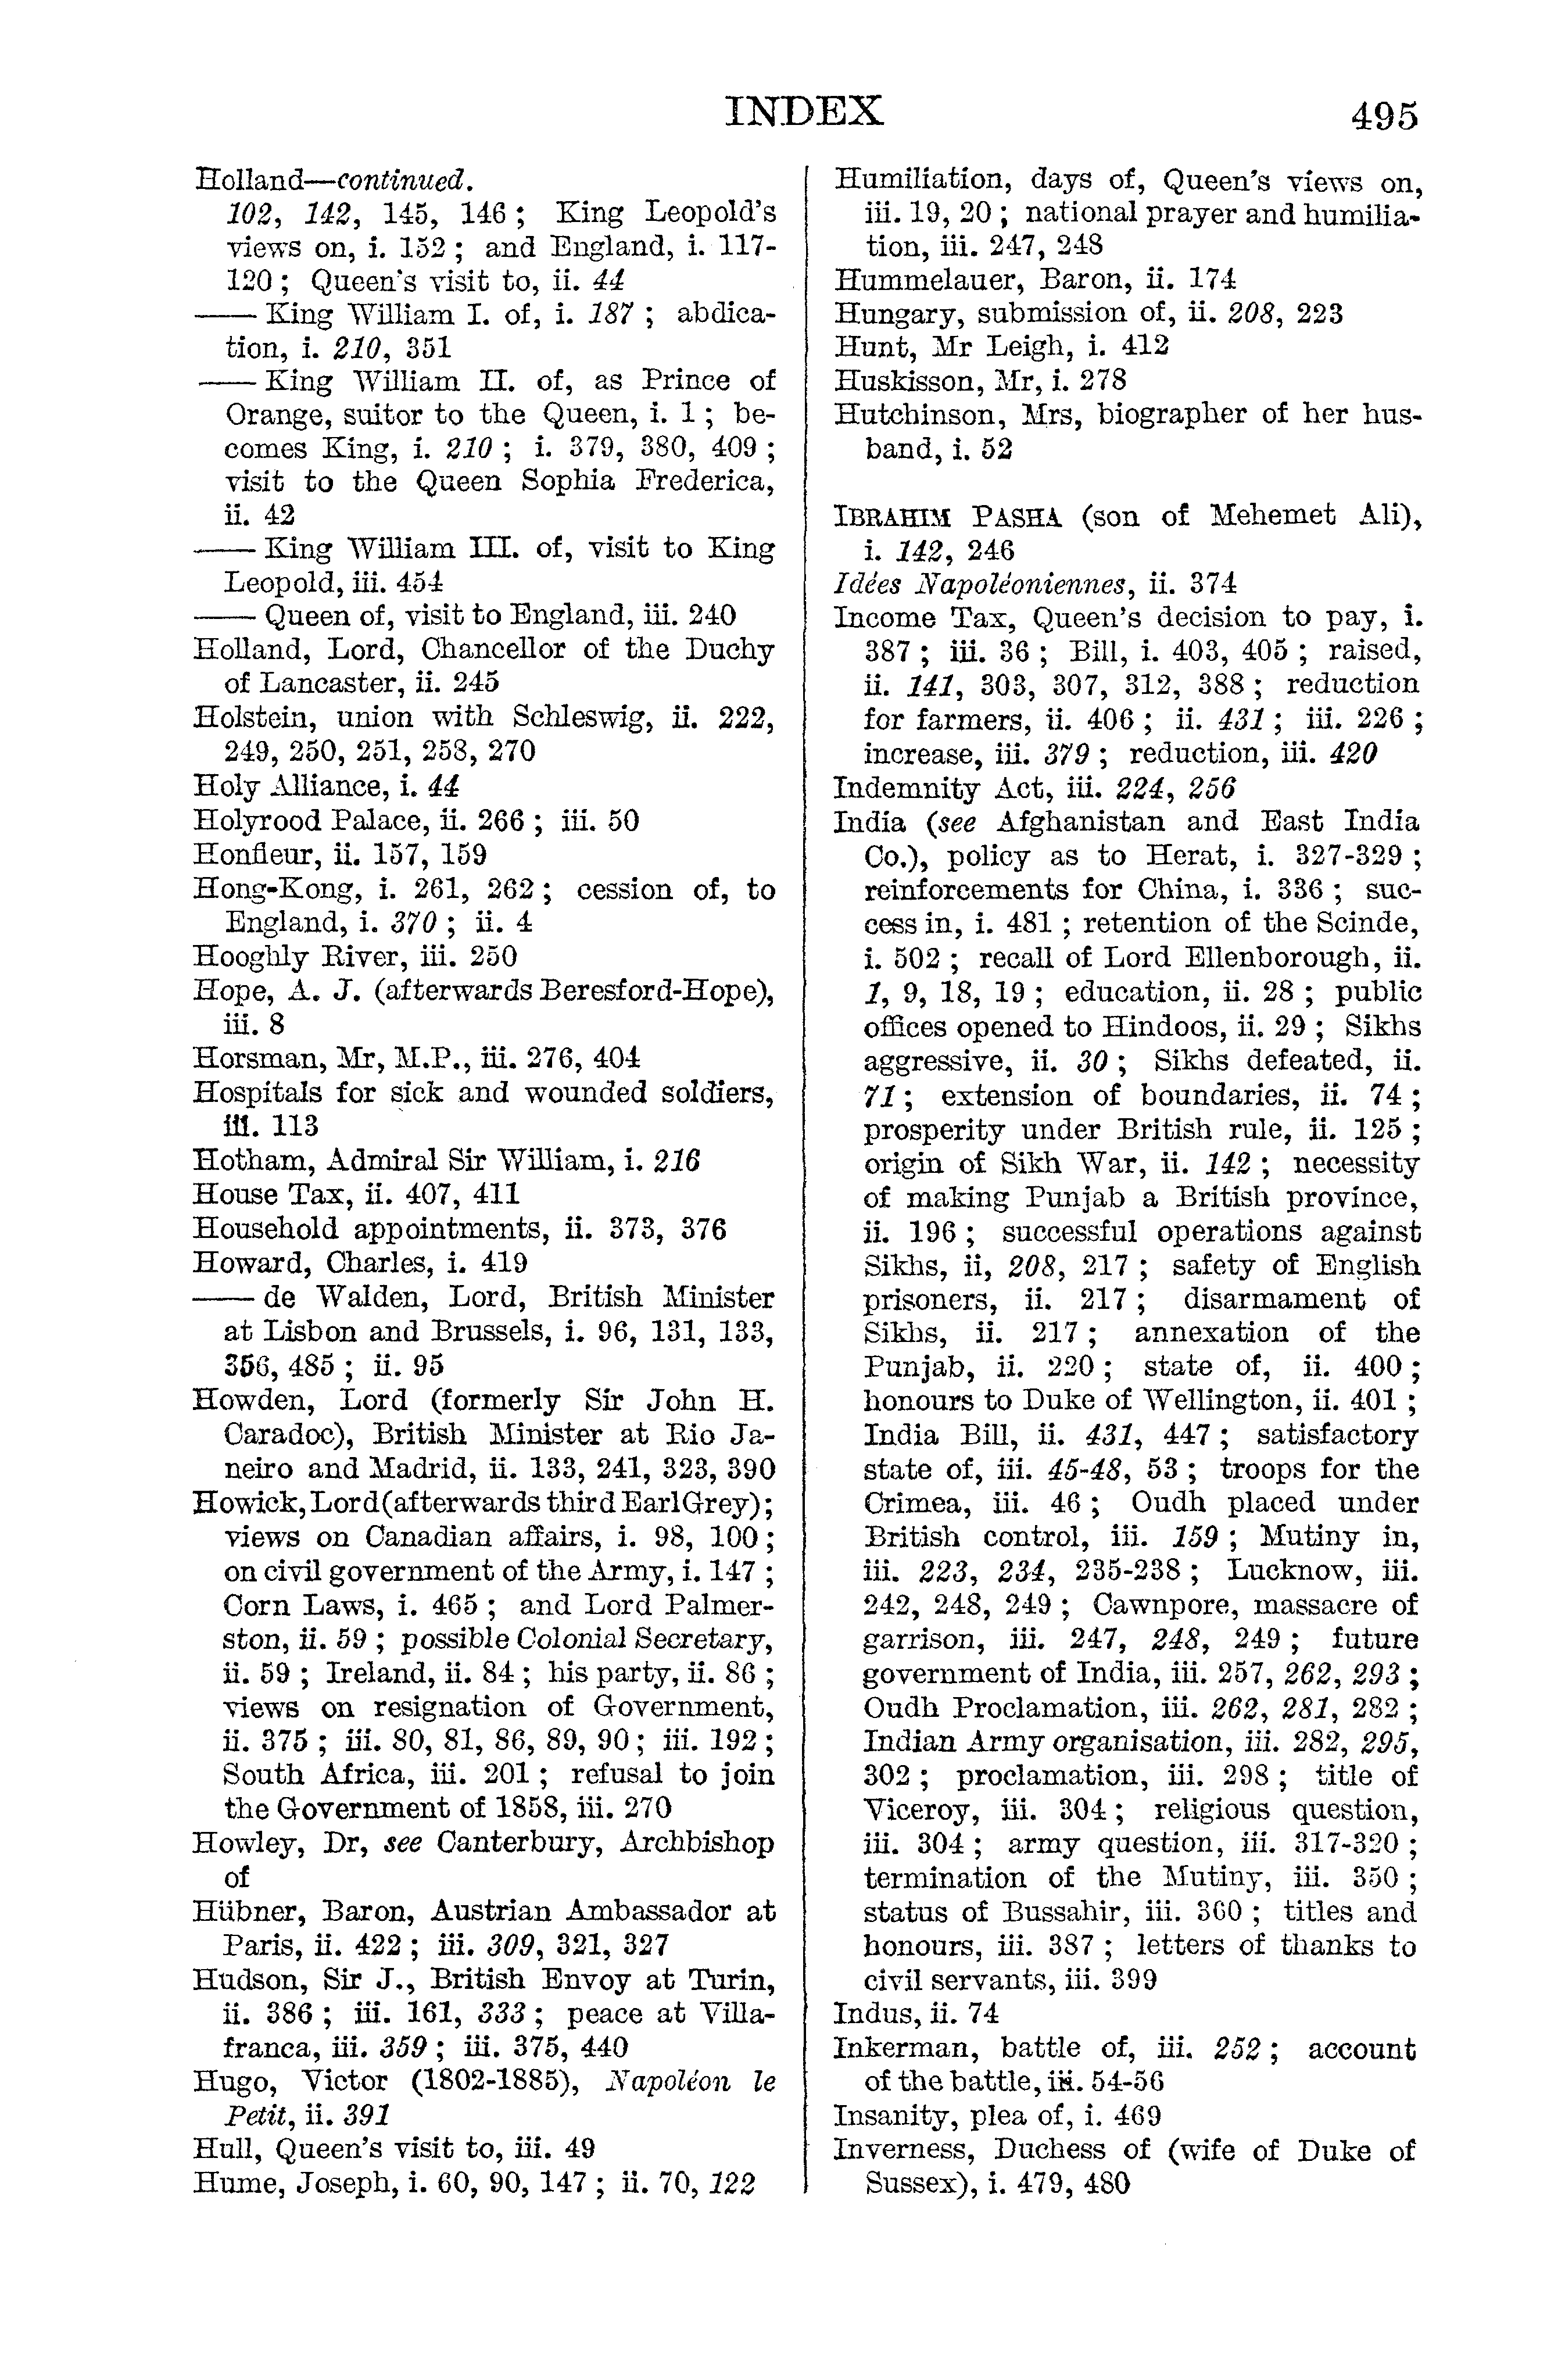 INDEX
495
Holland—continued.
102, 142, 145, 146 ; King Leopold's
views on, i. 152 ; and England, i. 117-
120 ; Queen's visit to, ii. 44
—— King William I. of, i. 187 ; abdica-
tion, i. 210, 351
—— King William II. of, as Prince of
Orange, suitor to the Queen, i. 1 ; be-
comes King, i. 210 ; i. 379, 380, 409 ;
visit to the Queen Sophia Frederica,
ii. 42
—— King William III. of, visit to King
Leopold, iii. 454
—— Queen of, visit to England, iii. 240
Holland, Lord, Chancellor of the Duchy
of Lancaster, ii. 245
Holstein, union with Schleswig, ii. 222,
249, 250, 251, 258, 270
Holy Alliance, i. 44
Holyrood Palace, ii. 266 ; iii. 50
Honfleur, ii. 157, 159
Hong-Kong, i. 261, 262 ; cession of, to
England, i. 370 ; ii. 4
Hooghly River, iii. 250
Hope, A. J. (afterwards Beresford-Hope),
iii. 8
Horsman, Mr, M.P., iii. 276, 404
Hospitals for sick and wounded soldiers,
iii. 113
Hotham, Admiral Sir William, i. 216
House Tax, ii. 407, 411
Household appointments, ii. 373, 376
Howard, Charles, i. 419
—— de Walden, Lord, British Minister
at Lisbon and Brussels, i. 96, 131, 133,
356, 485 ; ii. 95
Howden, Lord (formerly Sir John H.
Caradoc), British Minister at Rio Ja-
neiro and Madrid, ii. 133, 241, 323, 390
Howick, Lord (afterwards third Earl Grey);
views on Canadian affairs, i. 98, 100 ;
on civil government of the Army, i. 147 ;
Corn Laws, i. 465 ; and Lord Palmer-
ston, ii. 59 ; possible Colonial Secretary,
ii. 59 ; Ireland, ii. 84 ; his party, ii. 86 ;
views on resignation of Government,
ii. 375 ; iii. 80, 81, 86, 89, 90 ; iii. 192 ;
South Africa, iii. 201 ; refusal to join
the Government of 1858, iii. 270
Howley, Dr, see Canterbury, Archbishop
of
Hübner, Baron, Austrian Ambassador at
Paris, ii. 422 ; iii. 309, 321, 327
Hudson, Sir J., British Envoy at Turin,
ii. 386 ; iii. 161, 333 ; peace at Villa-
franca, iii. 359 ; iii. 375, 440
Hugo, Victor (1802-1885), Napoléon le
Petit, ii. 391
Hull, Queen's visit to, iii. 49
Hume, Joseph, i. 60, 90, 147 ; ii. 70, 122
Humiliation, days of, Queen's views on,
iii. 19, 20 ; national prayer and humilia-
tion, iii. 247, 248
Hummelauer, Baron, ii. 174
Hungary, submission of, ii. 208, 223
Hunt, Mr Leigh, i. 412
Huskisson, Mr, i. 278
Hutchinson, Mrs, biographer of her hus-
band, i. 52
IBRAHIM PASHA (son of Mehemet Ali),
i. 142, 246
Idées Napoléoniennes, ii. 374
Income Tax, Queen's decision to pay, i.
387 ; iii. 36 ; Bill, i. 403, 405 ; raised,
ii. 141, 303, 307, 312, 388 ; reduction
for farmers, ii. 406 ; ii. 431 ; iii. 226 ;
increase, iii. 379 ; reduction, iii. 420
Indemnity Act, iii. 224, 256
India (see Afghanistan and East India
Co.), policy as to Herat, i. 327-329 ;
reinforcements for China, i. 336 ; suc-
cess in, i. 481 ; retention of the Scinde,
i. 502 ; recall of Lord Ellenborough, ii.
1, 9, 18, 19 ; education, ii. 28 ; public
offices opened to Hindoos, ii. 29 ; Sikhs
aggressive, ii. 30 ; Sikhs defeated, ii.
71 ; extension of boundaries, ii. 74 ;
prosperity under British rule, ii. 125 ;
origin of Sikh War, ii. 142 ; necessity
of making Punjab a British province,
ii. 196 ; successful operations against
Sikhs, ii, 208, 217 ; safety of English
prisoners, ii. 217 ; disarmament of
Sikhs, ii. 217 ; annexation of the
Punjab, ii. 220 ; state of, ii. 400 ;
honours to Duke of Wellington, ii. 401 ;
India Bill, ii. 431, 447 ; satisfactory
state of, iii. 45-48, 53 ; troops for the
Crimea, iii. 46 ; Oudh placed under
British control, iii. 159 ; Mutiny in,
iii. 223, 234, 235-238 ; Lucknow, iii.
242, 248, 249 ; Cawnpore, massacre of
garrison, iii. 247, 248, 249 ; future
government of India, iii. 257, 262, 293 ;
Oudh Proclamation, iii. 262, 281, 282 ;
Indian Army organisation, iii. 282, 295,
302 ; proclamation, iii. 298 ; title of
Viceroy, iii. 304 ; religious question,
iii. 304 ; army question, iii. 317-320 ;
termination of the Mutiny, iii. 350 ;
status of Bussahir, iii. 360 ; titles and
honours, iii. 387 ; letters of thanks to
civil servants, iii. 399
Indus, ii. 74
Inkerman, battle of, iii. 252 ; account
of the battle, iii. 54-56
Insanity, plea of, i. 469
Inverness, Duchess of (wife of Duke of
Sussex), i. 479, 480